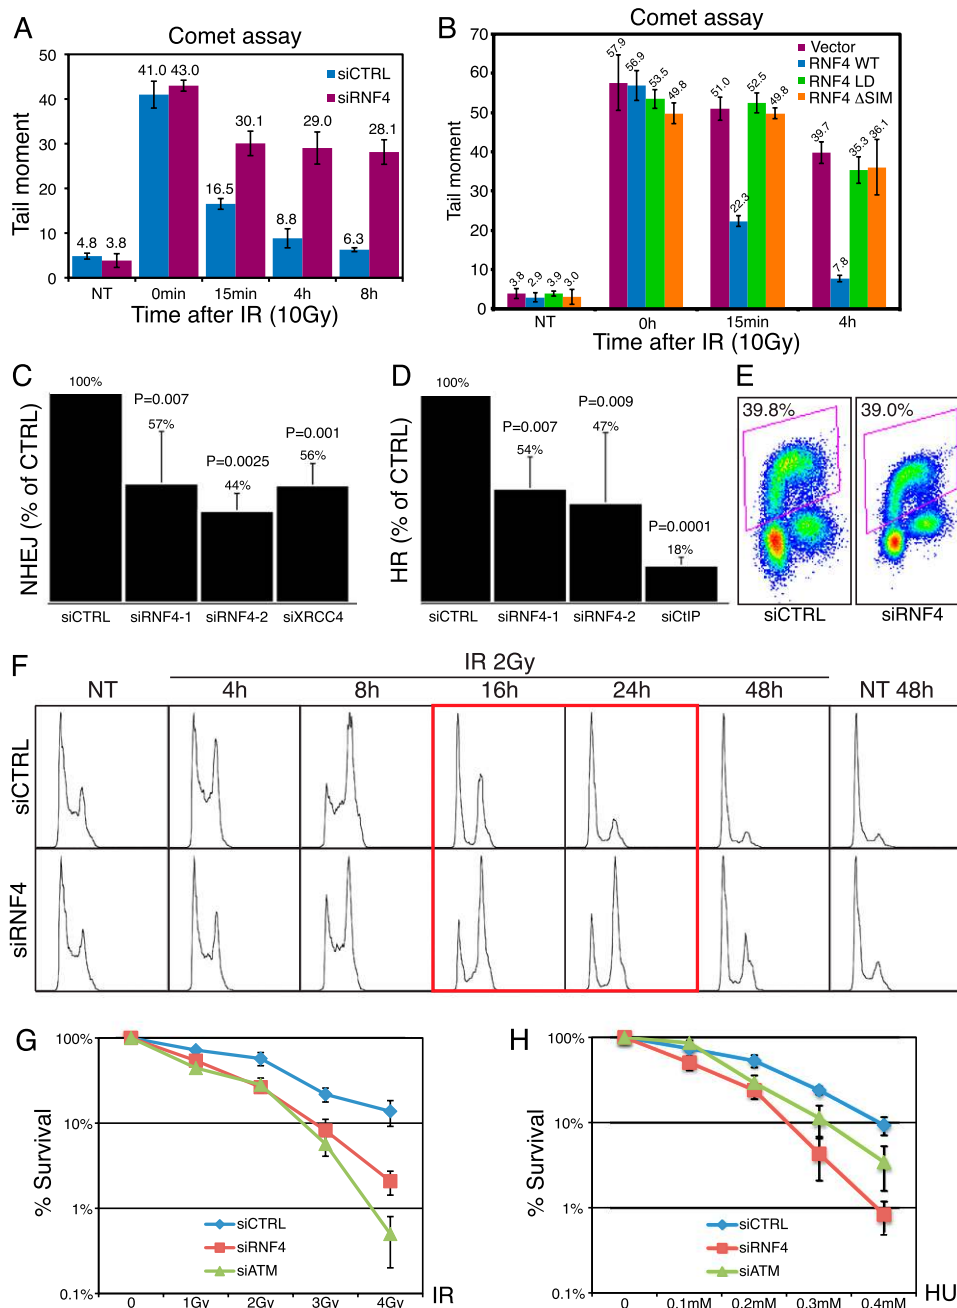 A
Comet assay
Tail moment
50
40
30
20
10
0
siCTRL
siRNF4
4.8 3.8
41.0 43.0
16.5 30.1
8.8 29.0
6.3 28.1
NT 0min 15min 4h 8h
Time after IR (10Gy)
B
Comet assay
Tail moment
70
60
50
40
30
20
10
0
Vector
RNF4 WT
RNF4 LD
RNF4 ΔSIM
3.8 2.9 3.9 3.0
57.9 56.9 53.5 49.8
51.0 22.3 52.5 49.8
39.7 7.8 35.3 36.1
NT 0h 15min 4h
Time after IR (10Gy)
C
NHEJ (% of CTRL)
100%
P=0.007
57%
P=0.0025
44%
P=0.001
56%
siCTRL siRNF4-1 siRNF4-2 siXRCC4
D
HR (% of CTRL)
100%
P=0.007
54%
P=0.009
47%
P=0.0001
18%
siCTRL siRNF4-1 siRNF4-2 siCtIP
E
39.8% 39.0%
siCTRL siRNF4
F
IR 2Gy
NT 4h 8h 16h 24h 48h NT 48h
siCTRL
siRNF4
G
% Survival
100%
10%
1%
0.1%
siCTRL
siRNF4
siATM
0 1Gy 2Gy 3Gy 4Gy IR
H
% Survival
100%
10%
1%
0.1%
siCTRL
siRNF4
siATM
0 0.1mM 0.2mM 0.3mM 0.4mM HU